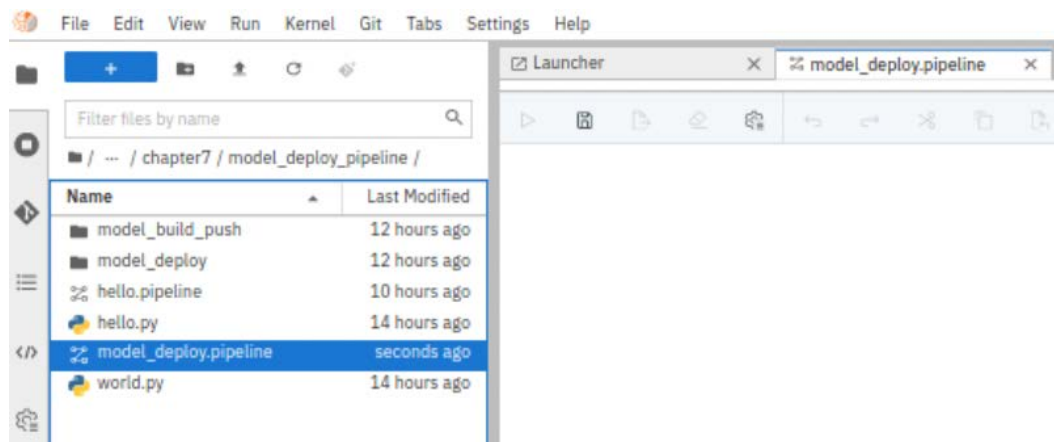 File Edit View Run Kernel Git Tabs Settings Help
Launcher model_deploy.pipeline
Filter files by name
/ ... / chapter7 / model_deploy_pipeline /
Name Last Modified
model_build_push 12 hours ago
model_deploy 12 hours ago
hello.pipeline 10 hours ago
hello.py 14 hours ago
model_deploy.pipeline seconds ago
world.py 14 hours ago